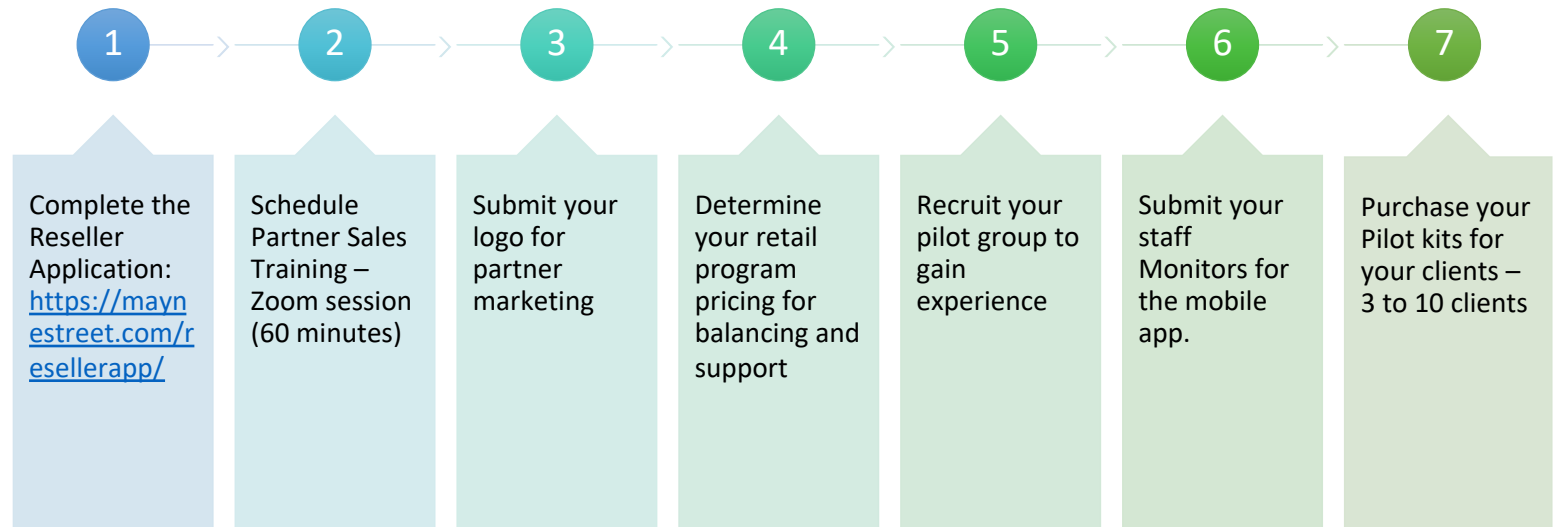 1
2
3
4
5
6
7
Complete the
Reseller
Application:
https://mayn
estreet.com/r
esellerapp/
Schedule
Partner Sales
Training –
Zoom session
(60 minutes)
Submit your
logo for
partner
marketing
Determine
your retail
program
pricing for
balancing and
support
Recruit your
pilot group to
gain
experience
Submit your
staff
Monitors for
the mobile
app.
Purchase your
Pilot kits for
your clients –
3 to 10 clients